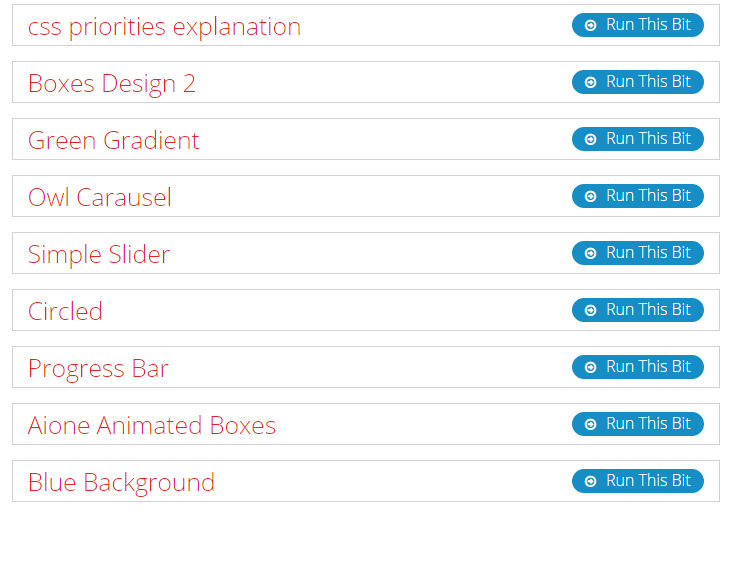 css priorities explanation Run This Bit
Boxes Design 2 Run This Bit
Green Gradient Run This Bit
Owl Carausel Run This Bit
Simple Slider Run This Bit
Circled Run This Bit
Progress Bar Run This Bit
Aione Animated Boxes Run This Bit
Blue Background Run This Bit